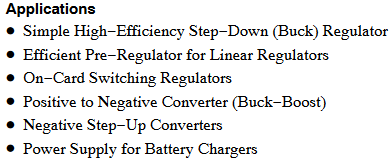 Applications
• Simple High−Efficiency Step−Down (Buck) Regulator
• Efficient Pre−Regulator for Linear Regulators
• On−Card Switching Regulators
• Positive to Negative Converter (Buck−Boost)
• Negative Step−Up Converters
• Power Supply for Battery Chargers